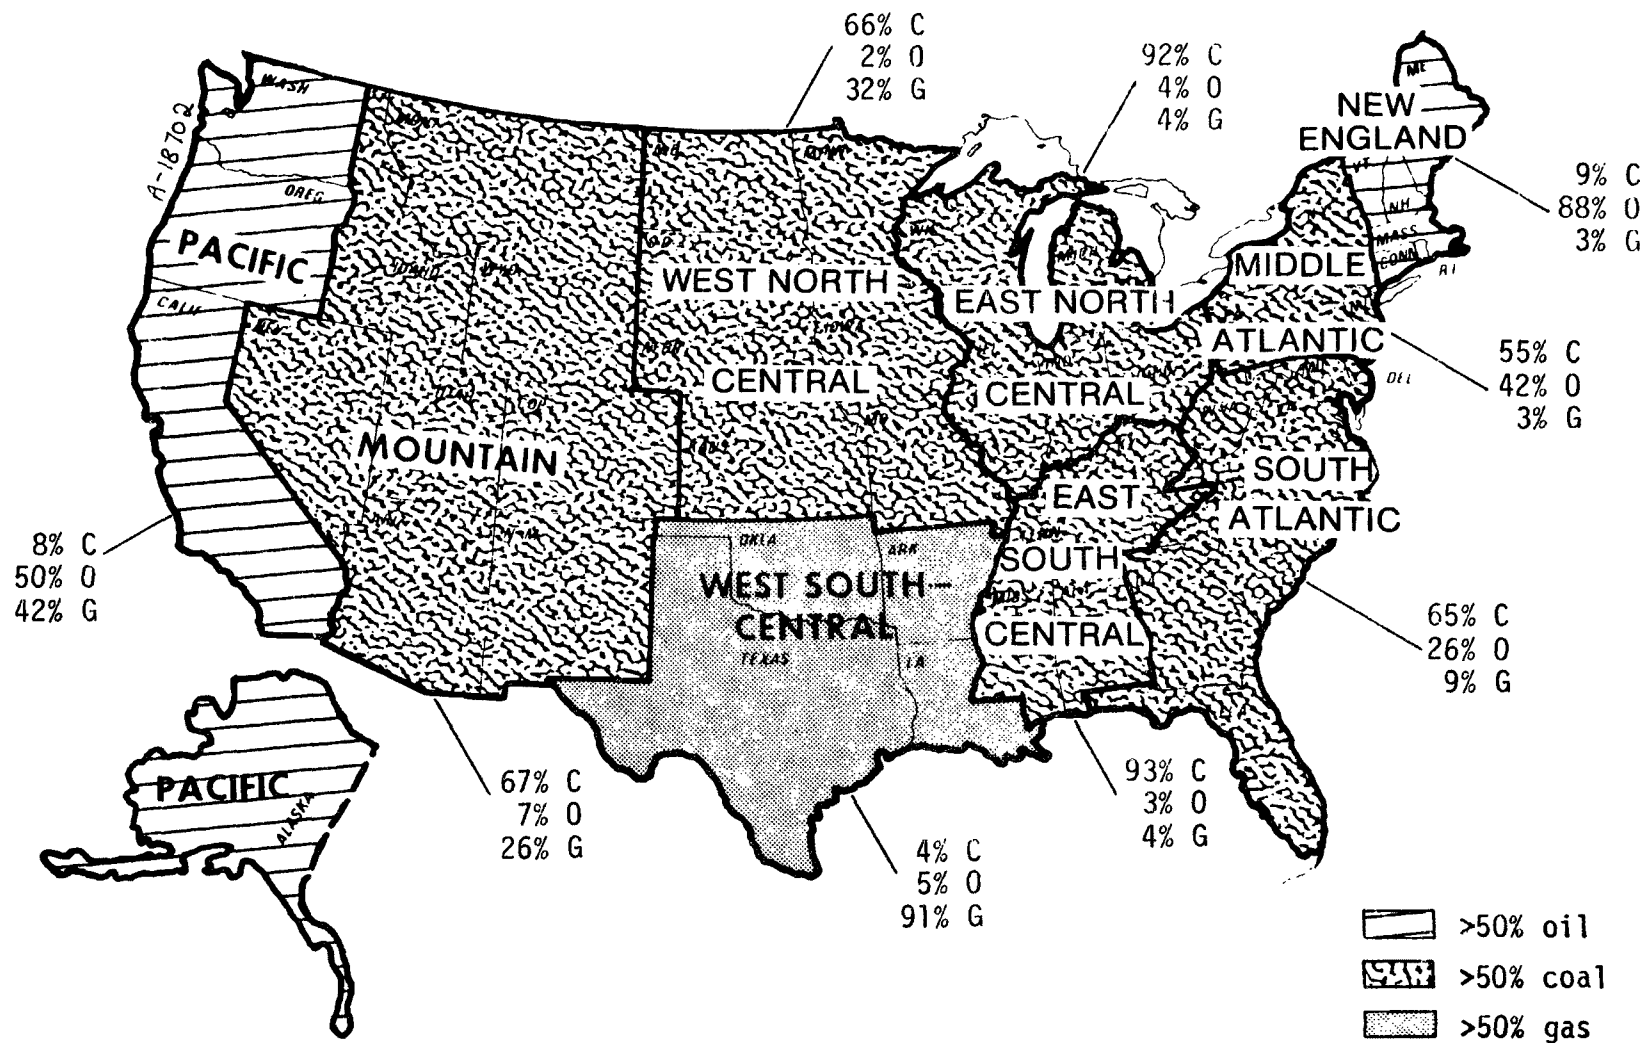 66% C
2% O
32% G
92% C
4% O
4% G
NEW
ENGLAND
9% C
88% O
3% G
55% C
42% O
3% G
65% C
26% O
9% G
93% C
3% O
4% G
4% C
5% O
91% G
67% C
7% O
26% G
8% C
50% O
42% G
A-18702
WASH
OREG
PACIFIC
CALIF
MOUNTAIN
WEST NORTH
CENTRAL
EAST NORTH
CENTRAL
MIDDLE
ATLANTIC
SOUTH
ATLANTIC
EAST
SOUTH
CENTRAL
OKLA
ARK
WEST SOUTH-
CENTRAL
TEXAS
LA
ME
VT
NH
MASS
CONN
RI
DEL
IDAHO
IOWA
PACIFIC
ALASKA
>50% oil
>50% coal
>50% gas